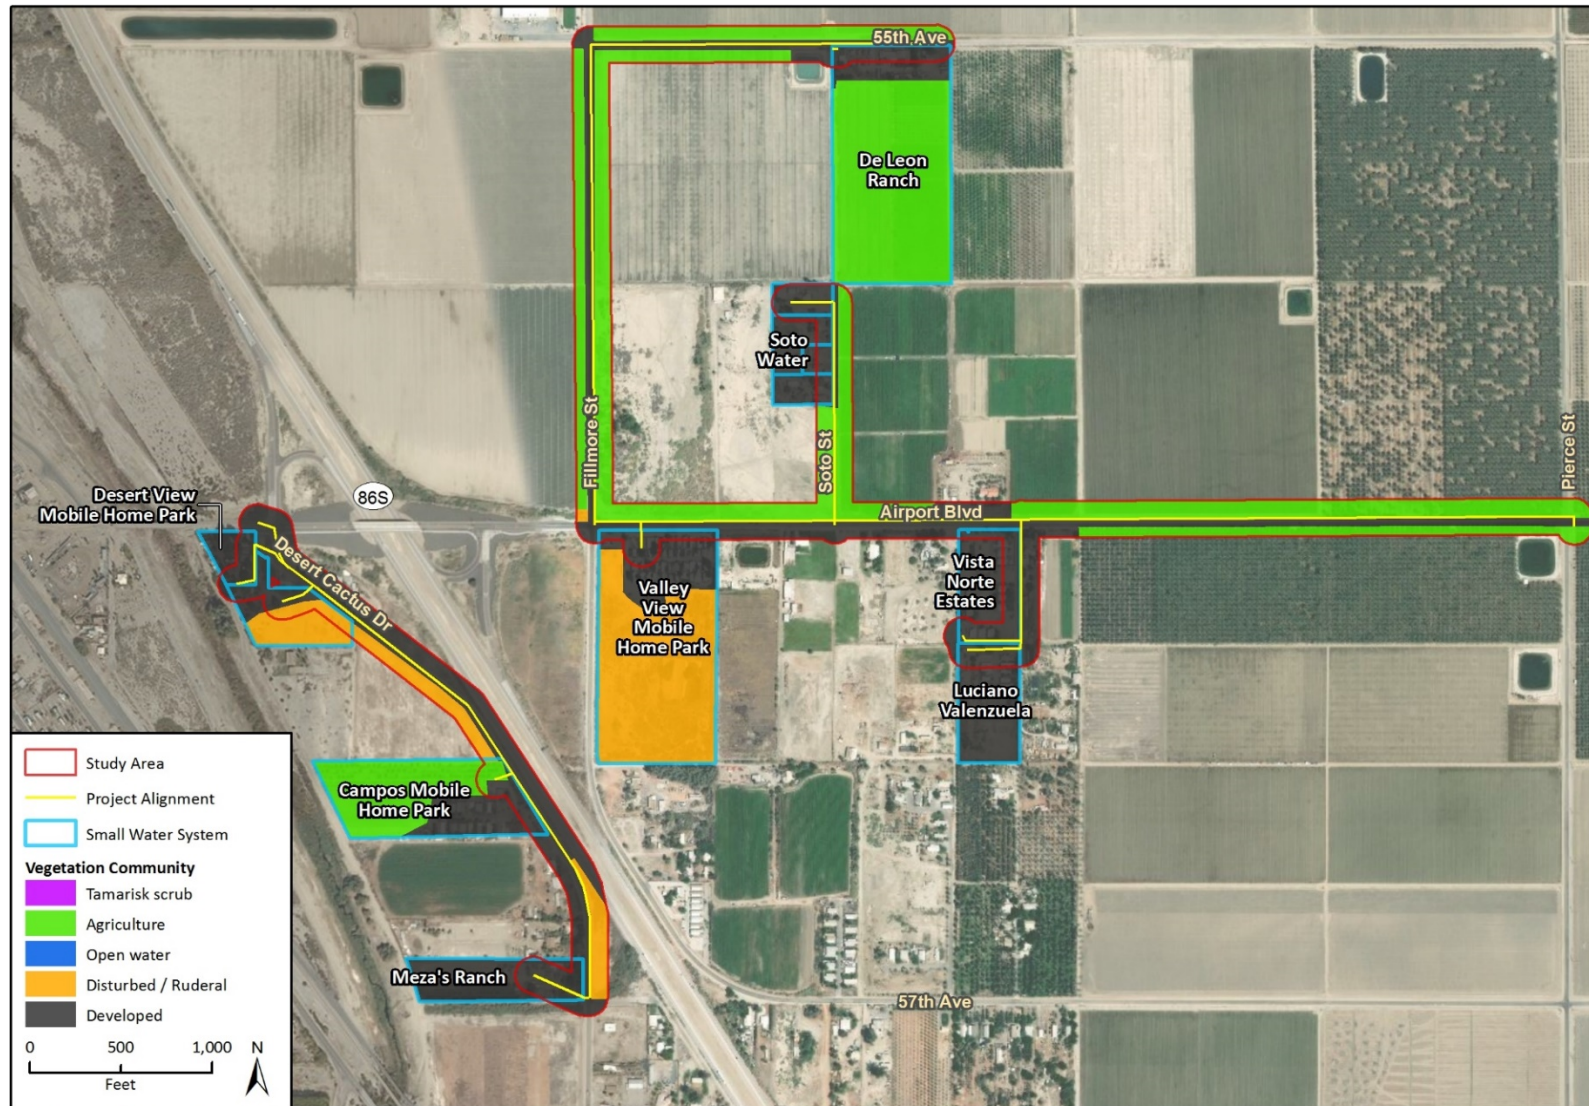 55th Ave
De Leon
Ranch
Soto
Water
Fillmore St
Soto St
Pierce St
Desert View
Mobile Home Park
86S
Airport Blvd
Desert Cactus Dr
Valley
View
Mobile
Home Park
Vista
Norte
Estates
Luciano
Valenzuela
Campos Mobile
Home Park
Meza's Ranch
57th Ave
Study Area
Project Alignment
Small Water System
Vegetation Community
Tamarisk scrub
Agriculture
Open water
Disturbed / Ruderal
Developed
0 500 1,000 N
Feet